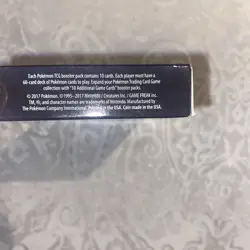 Each Pokémon TCG booster pack contains 10 cards. Each player must have a
60-card deck of Pokémon cards to play. Expand your Pokémon Trading Card Game
collection with "10 Additional Game Cards" booster packs.
© 2017 Pokémon. © 1995–2017 Nintendo / Creatures Inc. / GAME FREAK inc.
TM, ®, and character names are trademarks of Nintendo. Manufactured by
The Pokémon Company International. Printed in the USA. Coin made in the USA.